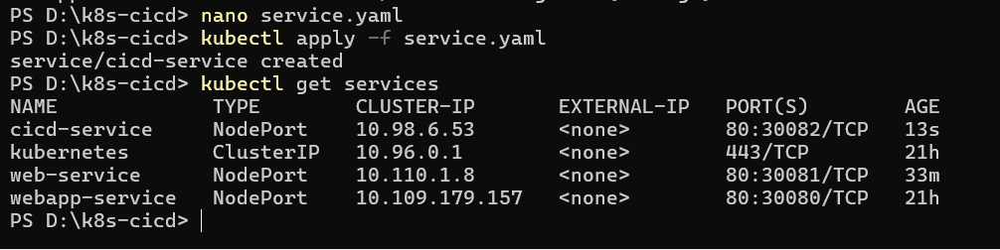 PS D:\k8s-cicd> nano service.yaml
PS D:\k8s-cicd> kubectl apply -f service.yaml
service/cicd-service created
PS D:\k8s-cicd> kubectl get services
NAME TYPE CLUSTER-IP EXTERNAL-IP PORT(S) AGE
cicd-service NodePort 10.98.6.53 <none> 80:30082/TCP 13s
kubernetes ClusterIP 10.96.0.1 <none> 443/TCP 21h
web-service NodePort 10.110.1.8 <none> 80:30081/TCP 33m
webapp-service NodePort 10.109.179.157 <none> 80:30080/TCP 21h
PS D:\k8s-cicd>